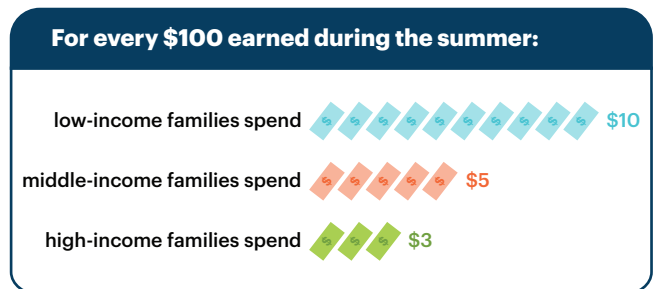 For every $100 earned during the summer:
low-income families spend $ $ $ $ $ $ $ $ $ $ $10
middle-income families spend $ $ $ $ $ $5
high-income families spend $ $ $ $3